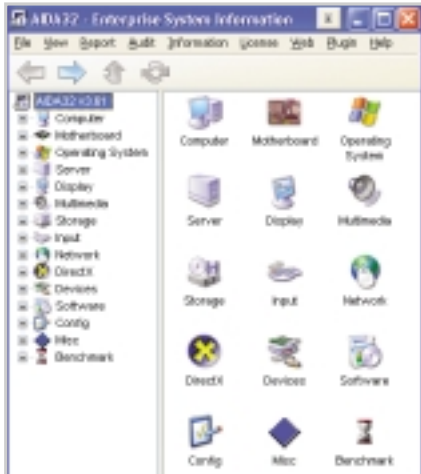 AIDA32 - Enterprise System Information
File View Report Audit Information License Web Plugin Help
AIDA32 v3.61
Computer
Motherboard
Operating System
Server
Display
Multimedia
Storage
Input
Network
DirectX
Devices
Software
Config
Misc
Benchmark
Computer
Motherboard
Operating System
Server
Display
Multimedia
Storage
Input
Network
DirectX
Devices
Software
Config
Misc
Benchmark